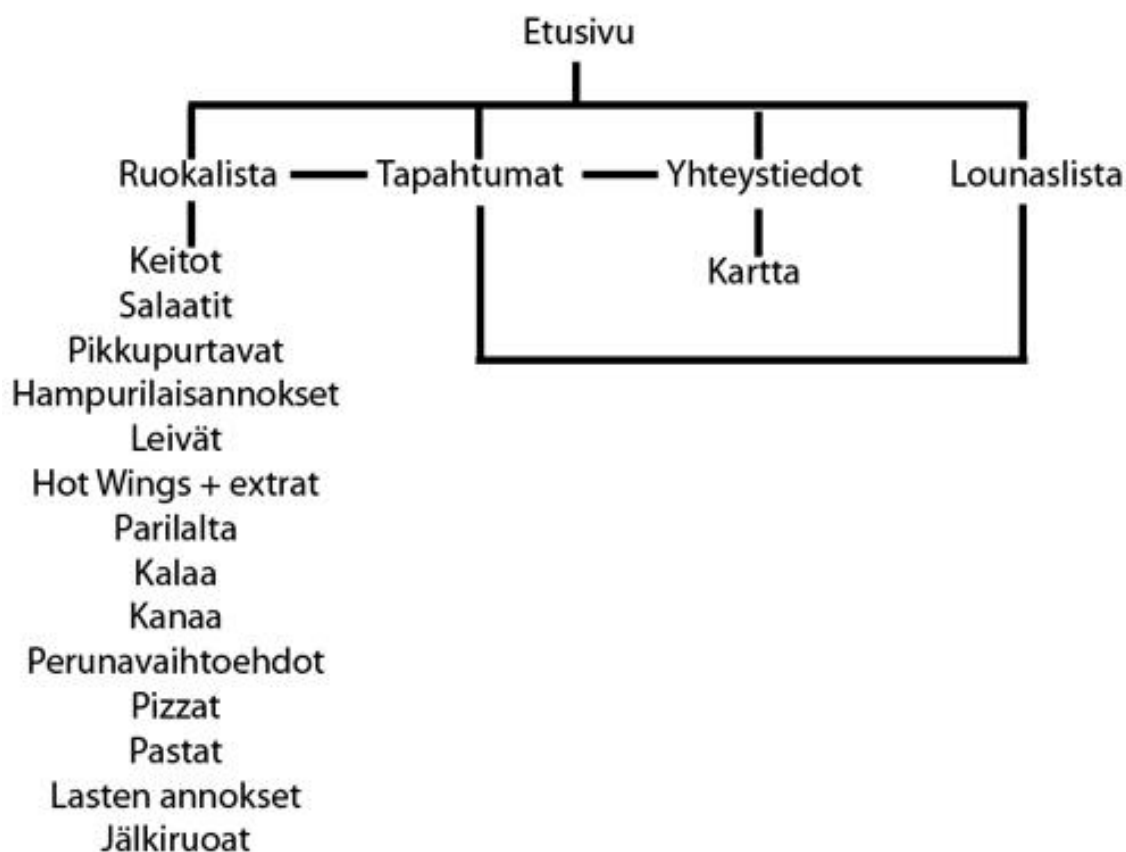 Etusivu
Ruokalista Tapahtumat Yhteystiedot Lounaslista
Keitot
Kartta
Salaatit
Pikkupurtavat
Hampurilaisannokset
Leivät
Hot Wings + extrat
Parilalta
Kalaa
Kanaa
Perunavaihtoehdot
Pizzat
Pastat
Lasten annokset
Jälkiruoat